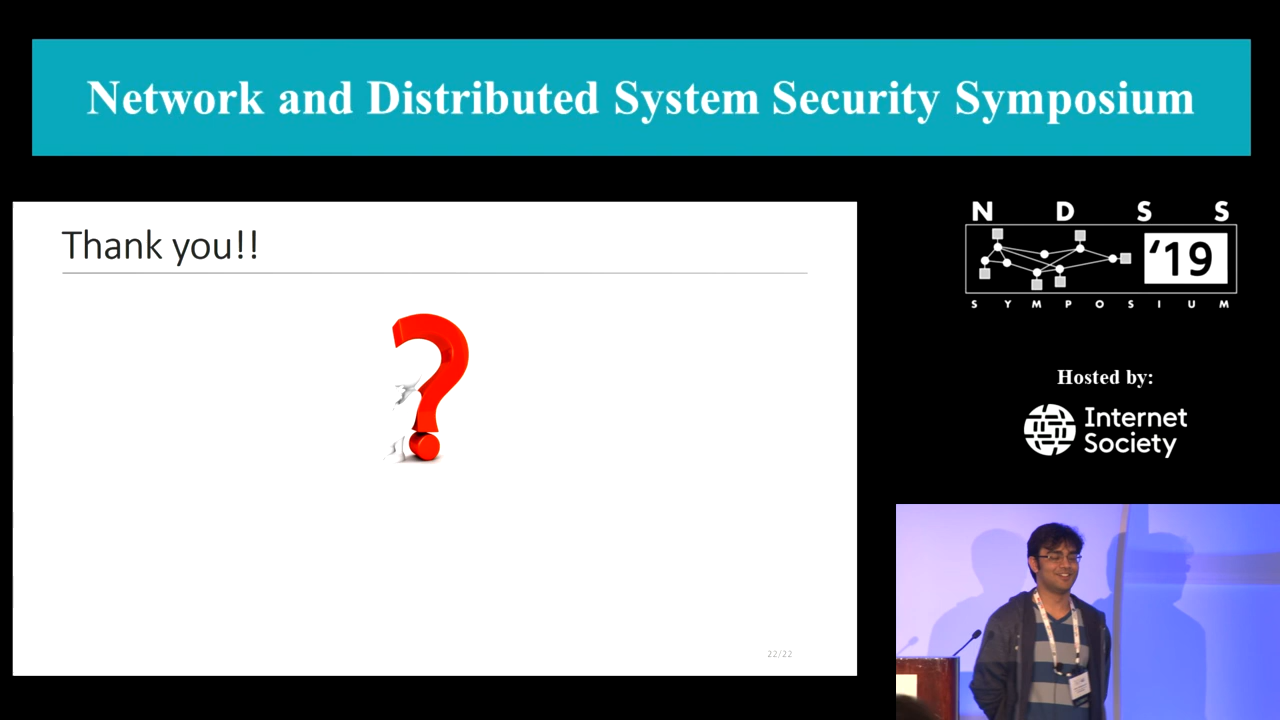 Network and Distributed System Security Symposium
Thank you!!
22/22
N D S S
'19
S Y M P O S I U M
Hosted by:
Internet
Society